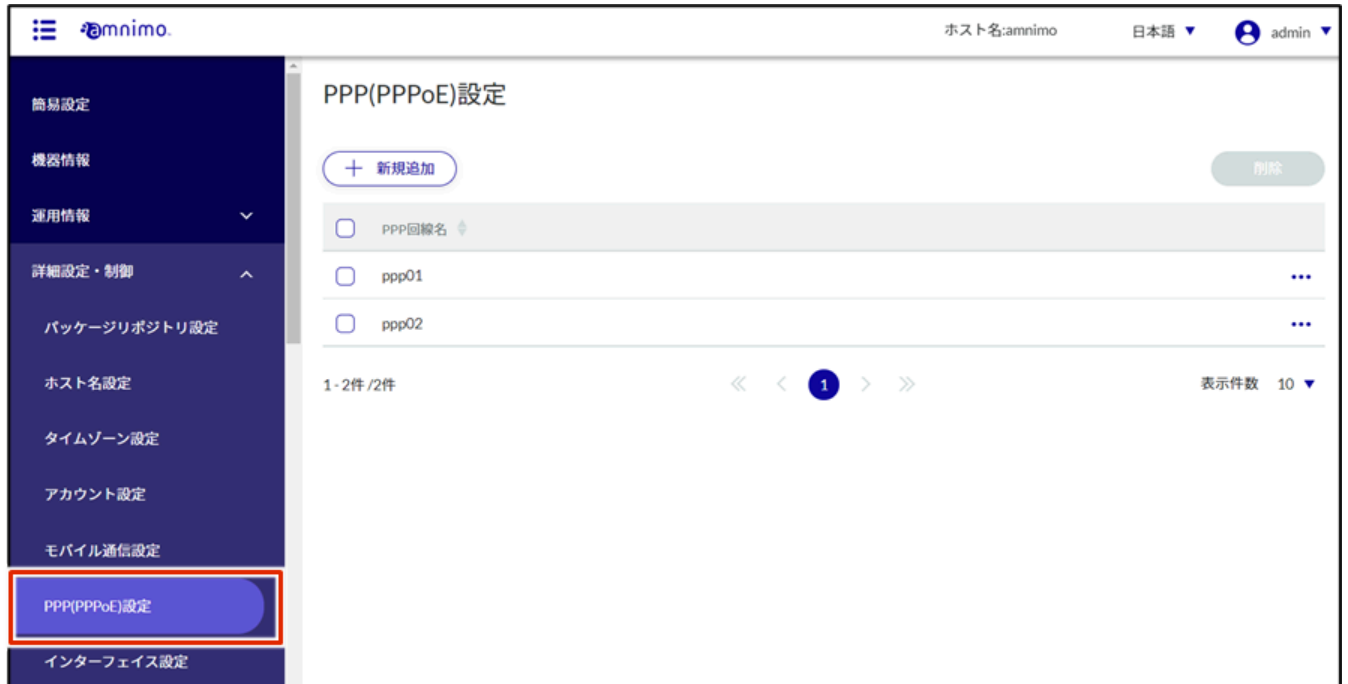 amnimo.
ホスト名:amnimo
日本語
admin
簡易設定
機器情報
運用情報
詳細設定・制御
パッケージリポジトリ設定
ホスト名設定
タイムゾーン設定
アカウント設定
モバイル通信設定
PPP(PPPoE)設定
インターフェイス設定
PPP(PPPoE)設定
新規追加
削除
PPP回線名
ppp01
ppp02
1 - 2件 /2件
1
表示件数 10